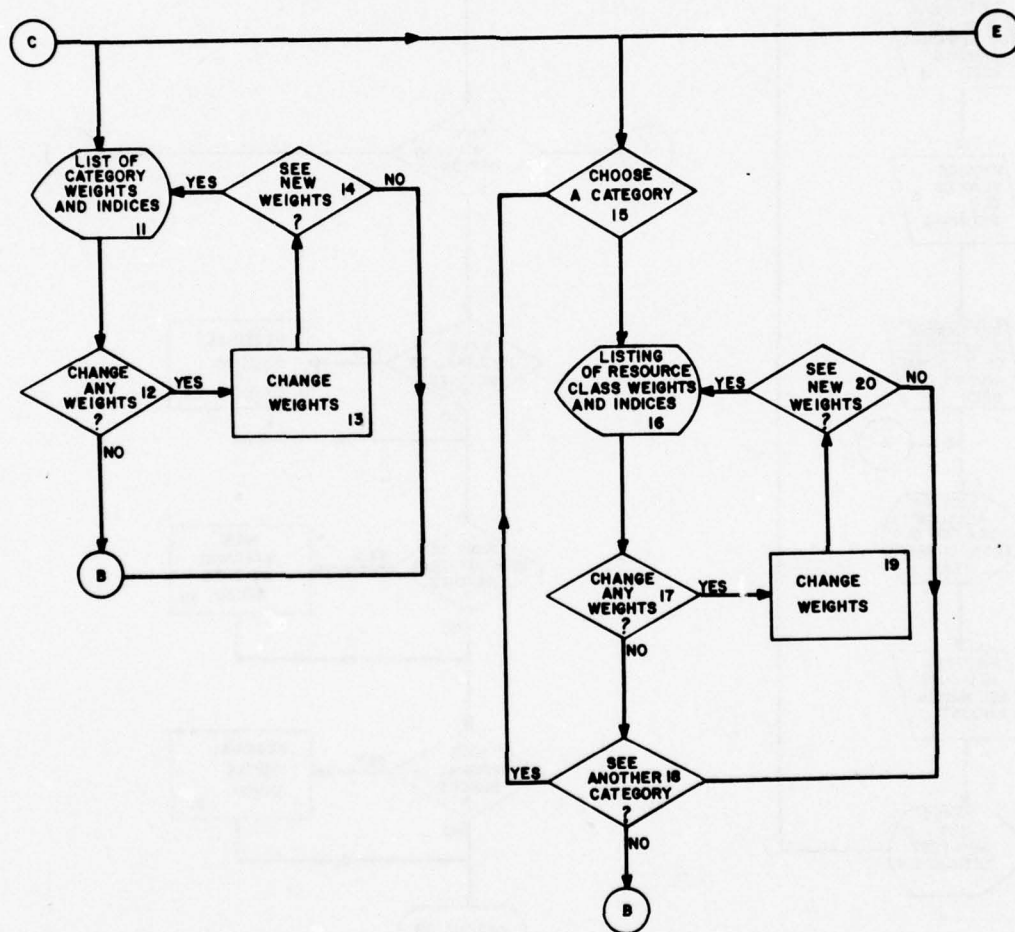 C
E
LIST OF
CATEGORY
WEIGHTS
AND INDICES
11
YES
SEE
NEW
WEIGHTS 14
?
NO
CHANGE
ANY
WEIGHTS 12
?
YES
NO
CHANGE
WEIGHTS
13
B
CHOOSE
A CATEGORY
15
LISTING
OF RESOURCE
CLASS WEIGHTS
AND INDICES
16
YES
SEE
NEW 20
WEIGHTS
?
NO
CHANGE
ANY
WEIGHTS 17
?
YES
NO
19
CHANGE
WEIGHTS
YES
SEE
ANOTHER 18
CATEGORY
?
NO
B